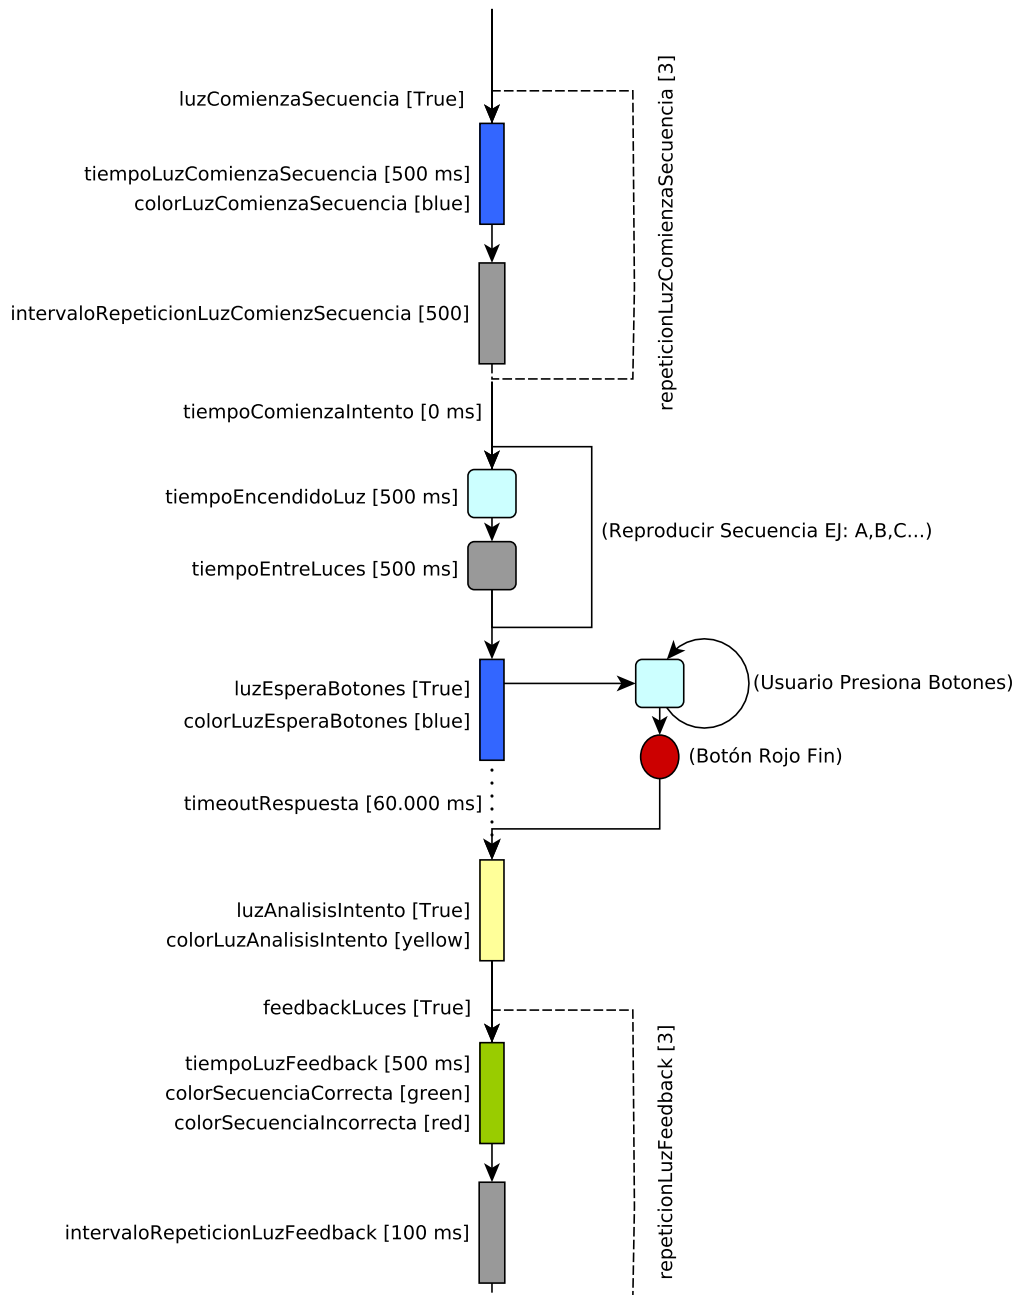 luzComienzaSecuencia [True]
repeticionLuzComienzaSecuencia [3]
tiempoLuzComienzaSecuencia [500 ms]
colorLuzComienzaSecuencia [blue]
intervaloRepeticionLuzComienzSecuencia [500]
tiempoComienzaIntento [0 ms]
tiempoEncendidoLuz [500 ms]
(Reproducir Secuencia EJ: A,B,C...)
tiempoEntreLuces [500 ms]
luzEsperaBotones [True]
(Usuario Presiona Botones)
colorLuzEsperaBotones [blue]
(Botón Rojo Fin)
timeoutRespuesta [60.000 ms]
luzAnalisisIntento [True]
colorLuzAnalisisIntento [yellow]
feedbackLuces [True]
repeticionLuzFeedback [3]
tiempoLuzFeedback [500 ms]
colorSecuenciaCorrecta [green]
colorSecuenciaIncorrecta [red]
intervaloRepeticionLuzFeedback [100 ms]